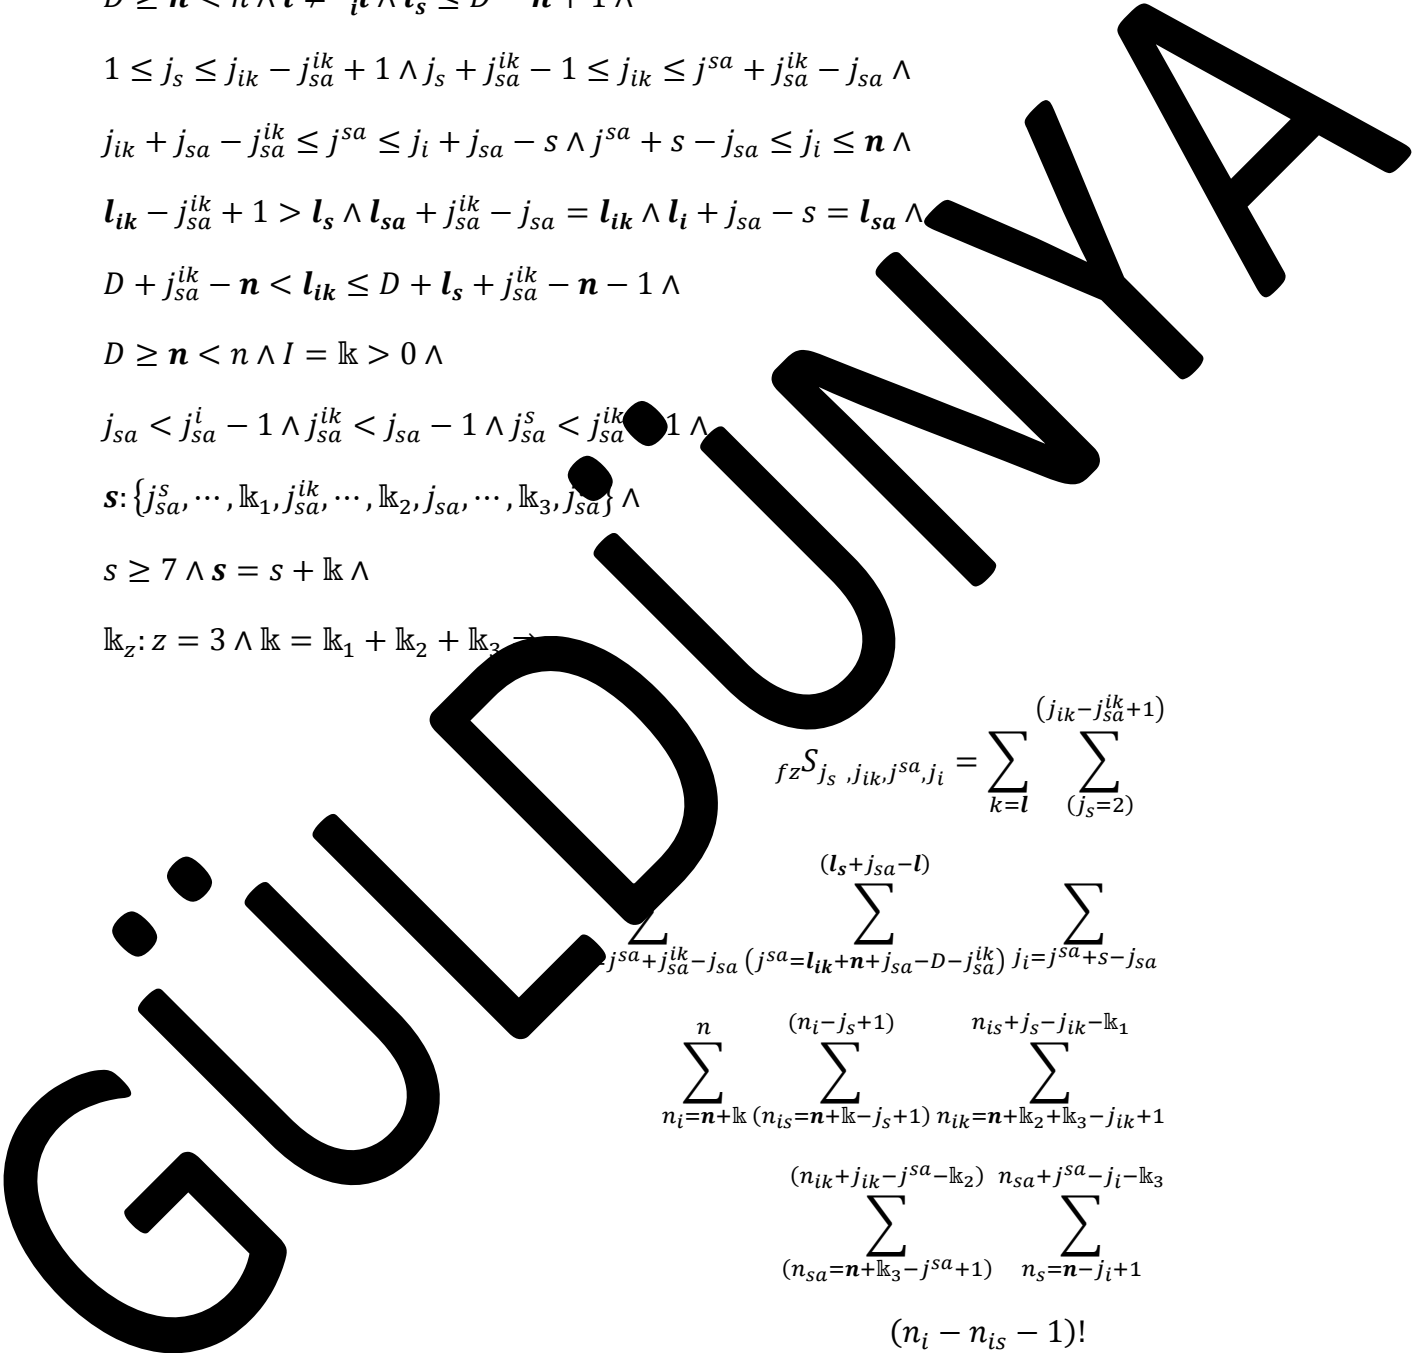 D ≥ 𝒏 < n ∧ 𝒍 ≠ ᵢ𝒍 ∧ 𝒍ₛ ≤ D − 𝒏 + 1 ∧
1 ≤ j_s ≤ j_{ik} − j_{sa}^{ik} + 1 ∧ j_s + j_{sa}^{ik} − 1 ≤ j_{ik} ≤ j^{sa} + j_{sa}^{ik} − j_{sa} ∧
j_{ik} + j_{sa} − j_{sa}^{ik} ≤ j^{sa} ≤ j_i + j_{sa} − s ∧ j^{sa} + s − j_{sa} ≤ j_i ≤ 𝒏 ∧
𝒍_{𝒊𝒌} − j_{sa}^{ik} + 1 > 𝒍_𝒔 ∧ 𝒍_{𝒔𝒂} + j_{sa}^{ik} − j_{sa} = 𝒍_{𝒊𝒌} ∧ 𝒍_𝒊 + j_{sa} − s = 𝒍_{𝒔𝒂} ∧
D + j_{sa}^{ik} − 𝒏 < 𝒍_{𝒊𝒌} ≤ D + 𝒍_𝒔 + j_{sa}^{ik} − 𝒏 − 1 ∧
D ≥ 𝒏 < n ∧ I = 𝕜 > 0 ∧
j_{sa} < j_{sa}^{i} − 1 ∧ j_{sa}^{ik} < j_{sa} − 1 ∧ j_{sa}^{s} < j_{sa}^{ik} 1 ∧
𝒔: {j_{sa}^{s}, ⋯, 𝕜_1, j_{sa}^{ik}, ⋯, 𝕜_2, j_{sa}, ⋯, 𝕜_3, j_{sa}} ∧
s ≥ 7 ∧ 𝒔 = s + 𝕜 ∧
𝕜_z: z = 3 ∧ 𝕜 = 𝕜_1 + 𝕜_2 + 𝕜_3
(j_{ik}−j_{sa}^{ik}+1)
_{fz}S_{j_s ,j_{ik},j^{sa},j_i} = ∑ ∑
k=𝒍 (j_s=2)
(𝒍_𝒔+j_{sa}−𝒍)
∑ ∑ ∑
j^{sa}+j_{sa}^{ik}−j_{sa} (j^{sa}=𝒍_{𝒊𝒌}+𝒏+j_{sa}−D−j_{sa}^{ik}) j_i=j^{sa}+s−j_{sa}
n (n_i−j_s+1) n_{is}+j_s−j_{ik}−𝕜_1
∑ ∑ ∑
n_i=𝒏+𝕜 (n_{is}=𝒏+𝕜−j_s+1) n_{ik}=𝒏+𝕜_2+𝕜_3−j_{ik}+1
(n_{ik}+j_{ik}−j^{sa}−𝕜_2) n_{sa}+j^{sa}−j_i−𝕜_3
∑ ∑
(n_{sa}=𝒏+𝕜_3−j^{sa}+1) n_s=𝒏−j_i+1
(n_i − n_{is} − 1)!
GÜLDÜNYA